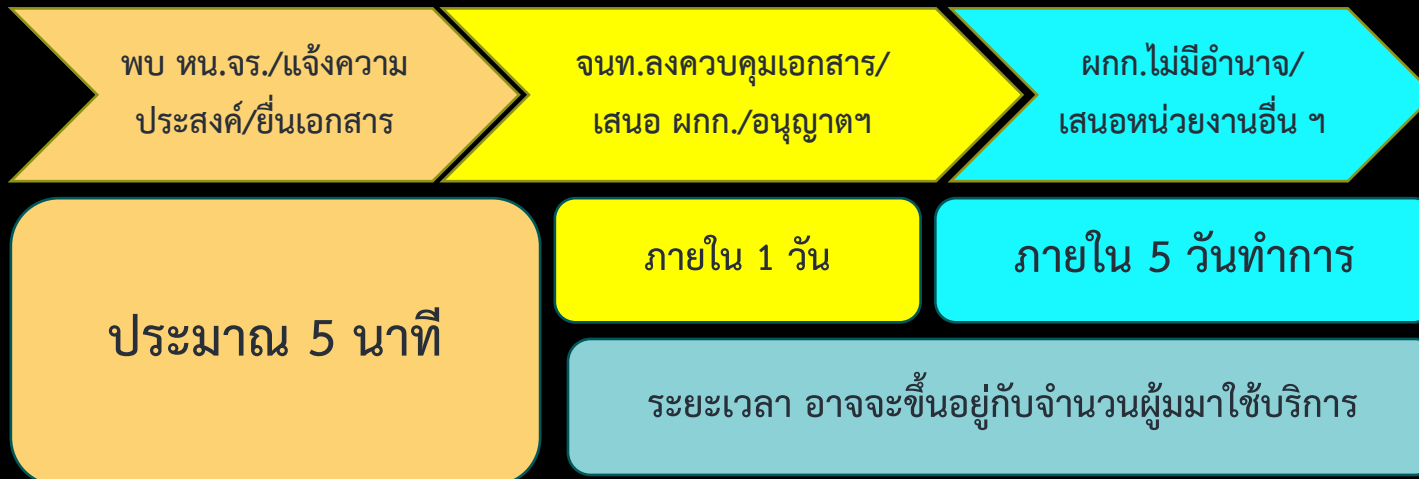 พบ หน.จร./แจ้งความ
ประสงค์/ยื่นเอกสาร
จนท.ลงควบคุมเอกสาร/
เสนอ ผกก./อนุญาตฯ
ผกก.ไม่มีอำนาจ/
เสนอหน่วยงานอื่น ฯ
ประมาณ 5 นาที
ภายใน 1 วัน
ภายใน 5 วันทำการ
ระยะเวลา อาจจะขึ้นอยู่กับจำนวนผู้มมาใช้บริการ